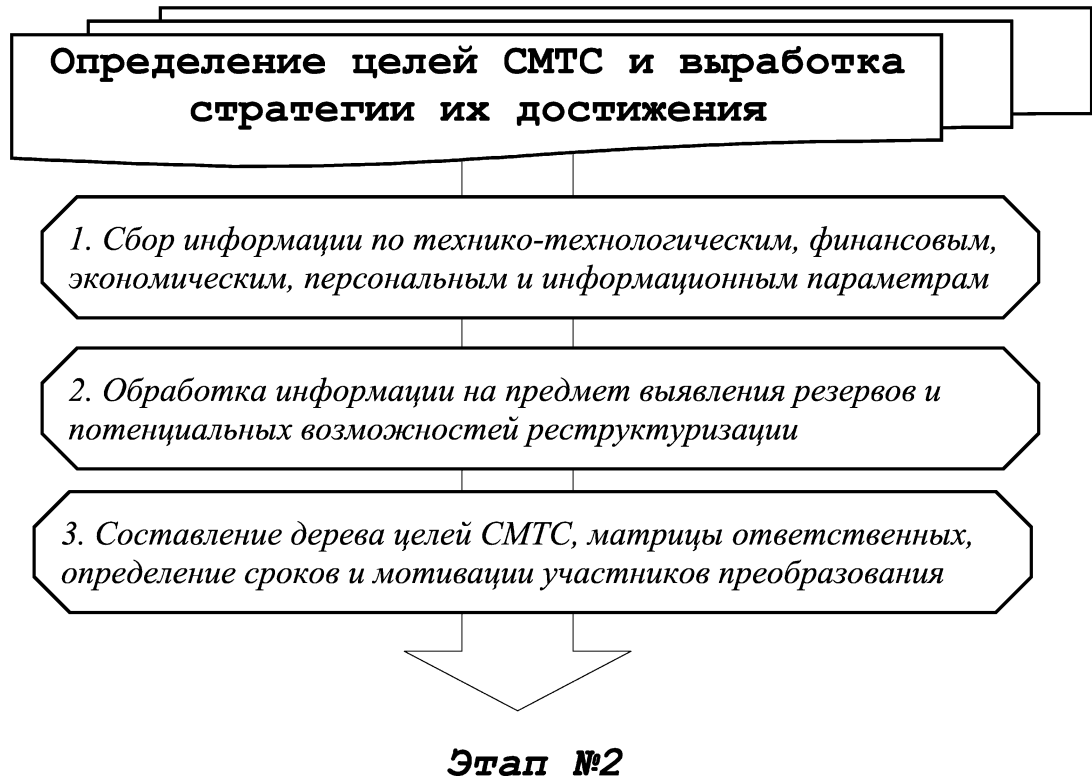 Определение целей СМТС и выработка
стратегии их достижения
1. Сбор информации по технико-технологическим, финансовым,
экономическим, персональным и информационным параметрам
2. Обработка информации на предмет выявления резервов и
потенциальных возможностей реструктуризации
3. Составление дерева целей СМТС, матрицы ответственных,
определение сроков и мотивации участников преобразования
Этап №2